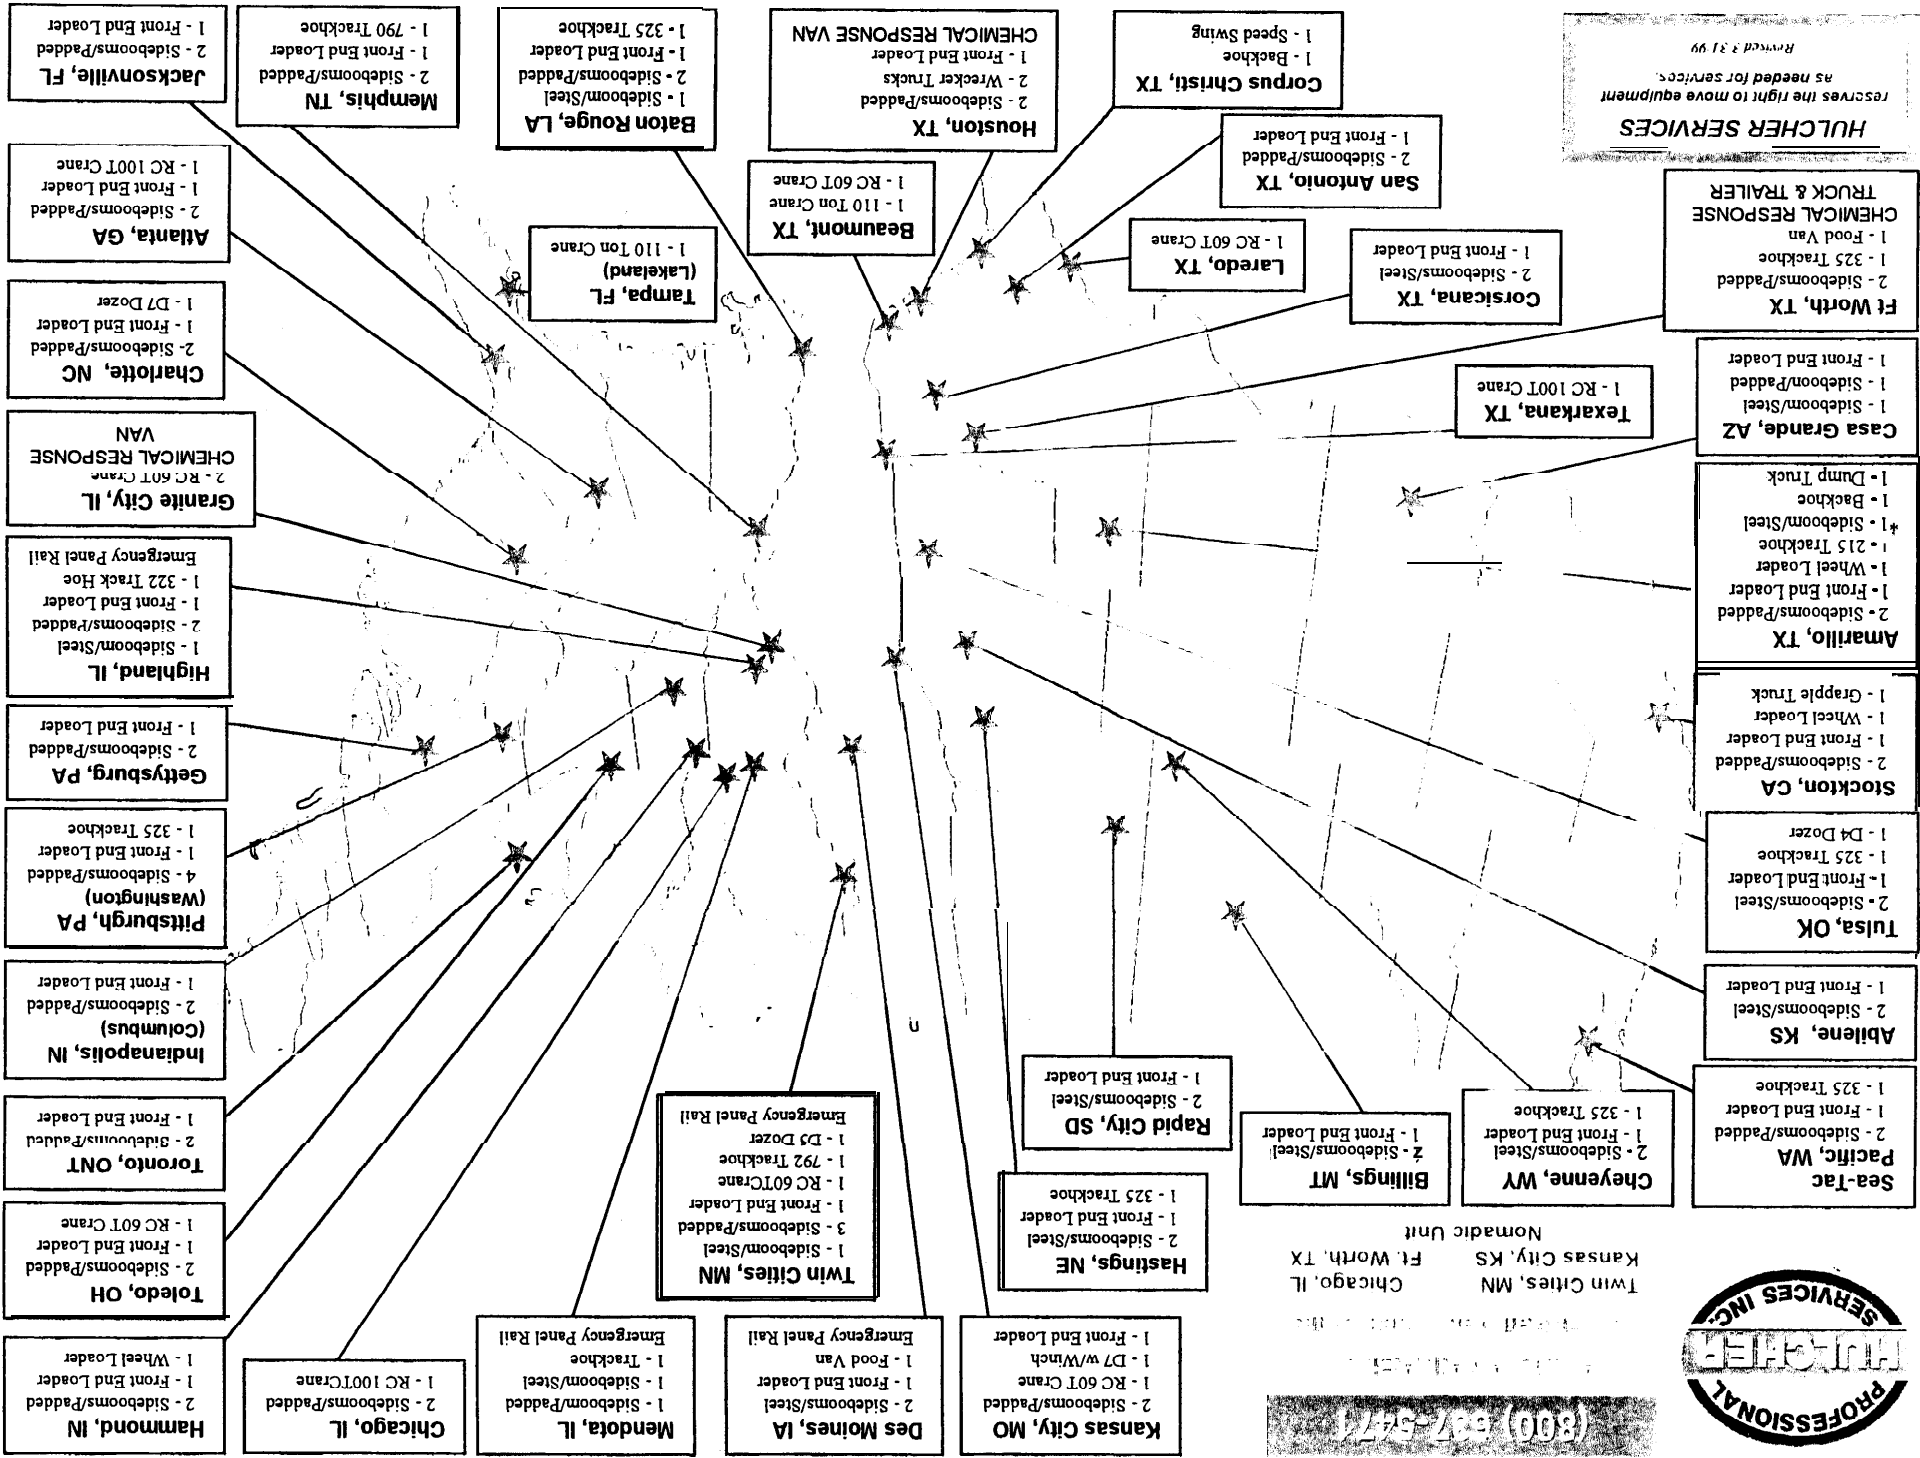 PROFESSIONAL
HULCHER
SERVICES INC.
(800) 637-5471
Twin Cities, MN
Chicago, IL
Kansas City, KS
Ft. Worth, TX
Nomadic Unit
Kansas City, MO
2 - Sidebooms/Padded
1 - RC 60T Crane
1 - D7 w/Winch
1 - Front End Loader
Des Moines, IA
2 - Sidebooms/Steel
1 - Front End Loader
1 - Food Van
Emergency Panel Rail
Mendota, IL
1 - Sideboom/Padded
1 - Sideboom/Steel
1 - Trackhoe
Emergency Panel Rail
Chicago, IL
2 - Sidebooms/Padded
1 - RC 100TCrane
Hammond, IN
2 - Sidebooms/Padded
1 - Front End Loader
1 - Wheel Loader
Sea-Tac
Pacific, WA
2 - Sidebooms/Padded
1 - Front End Loader
1 - 325 Trackhoe
Cheyenne, WY
2 - Sidebooms/Steel
1 - Front End Loader
1 - 325 Trackhoe
Billings, MT
2 - Sidebooms/Steel
1 - Front End Loader
Rapid City, SD
2 - Sidebooms/Steel
1 - Front End Loader
Hastings, NE
2 - Sidebooms/Steel
1 - Front End Loader
1 - 325 Trackhoe
Twin Cities, MN
1 - Sideboom/Steel
3 - Sidebooms/Padded
1 - Front End Loader
1 - RC 60TCrane
1 - 792 Trackhoe
1 - D5 Dozer
Emergency Panel Rail
Toledo, OH
2 - Sidebooms/Padded
1 - Front End Loader
1 - RC 60T Crane
Toronto, ONT
2 - Sidebooms/Padded
1 - Front End Loader
Abilene, KS
2 - Sidebooms/Steel
1 - Front End Loader
Indianapolis, IN
(Columbus)
2 - Sidebooms/Padded
1 - Front End Loader
Tulsa, OK
2 - Sidebooms/Steel
1 - Front End Loader
1 - 325 Trackhoe
1 - D4 Dozer
Pittsburgh, PA
(Washington)
4 - Sidebooms/Padded
1 - Front End Loader
1 - 325 Trackhoe
Stockton, CA
2 - Sidebooms/Padded
1 - Front End Loader
1 - Wheel Loader
1 - Grapple Truck
Gettysburg, PA
2 - Sidebooms/Padded
1 - Front End Loader
Amarillo, TX
2 - Sidebooms/Padded
1 - Front End Loader
1 - Wheel Loader
1 - 215 Trackhoe
*1 - Sideboom/Steel
1 - Backhoe
1 - Dump Truck
Highland, IL
1 - Sideboom/Steel
2 - Sidebooms/Padded
1 - Front End Loader
1 - 322 Track Hoe
Emergency Panel Rail
Granite City, IL
2 - RC 60T Crane
CHEMICAL RESPONSE
VAN
Casa Grande, AZ
1 - Sideboom/Steel
1 - Sideboon/Padded
1 - Front End Loader
Texarkana, TX
1 - RC 100T Crane
Charlotte, NC
2- Sidebooms/Padded
1 - Front End Loader
1 - D7 Dozer
Ft Worth, TX
2 - Sidebooms/Padded
1 - 325 Trackhoe
1 - Food Van
CHEMICAL RESPONSE
TRUCK & TRAILER
Corsicana, TX
2 - Sidebooms/Steel
1 - Front End Loader
Laredo, TX
1 - RC 60T Crane
Beaumont, TX
1 - 110 Ton Crane
1 - RC 60T Crane
Tampa, FL
(Lakeland)
1 - 110 Ton Crane
Atlanta, GA
2 - Sidebooms/Padded
1 - Front End Loader
1 - RC 100T Crane
San Antonio, TX
2 - Sidebooms/Padded
1 - Front End Loader
HULCHER SERVICES
reserves the right to move equipment
as needed for services.
Revised 3 31 99
Corpus Christi, TX
1 - Backhoe
1 - Speed Swing
Houston, TX
2 - Sidebooms/Padded
2 - Wrecker Trucks
1 - Front End Loader
CHEMICAL RESPONSE VAN
Baton Rouge, LA
1 - Sideboom/Steel
2 - Sidebooms/Padded
1 - Front End Loader
1 - 325 Trackhoe
Memphis, TN
2 - Sidebooms/Padded
1 - Front End Loader
1 - 790 Trackhoe
Jacksonville, FL
2 - Sidebooms/Padded
1 - Front End Loader